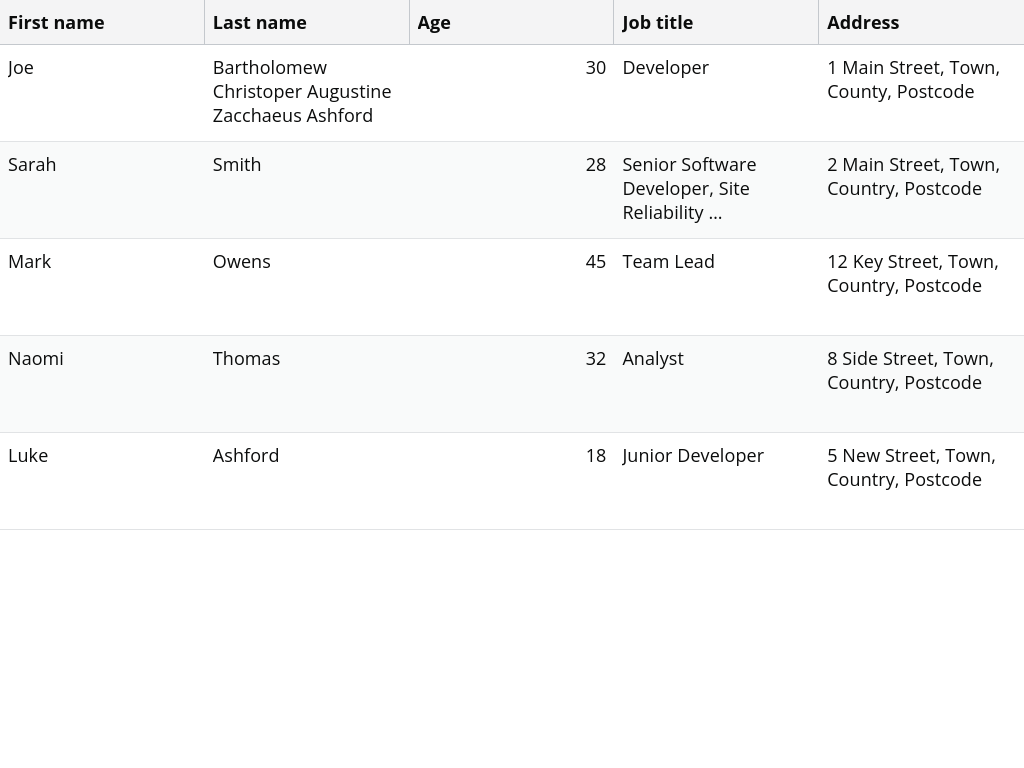 First name Last name Age Job title Address
Joe Bartholomew 30 Developer 1 Main Street, Town,
Christoper Augustine County, Postcode
Zacchaeus Ashford
Sarah Smith 28 Senior Software 2 Main Street, Town,
Developer, Site Country, Postcode
Reliability ...
Mark Owens 45 Team Lead 12 Key Street, Town,
Country, Postcode
Naomi Thomas 32 Analyst 8 Side Street, Town,
Country, Postcode
Luke Ashford 18 Junior Developer 5 New Street, Town,
Country, Postcode